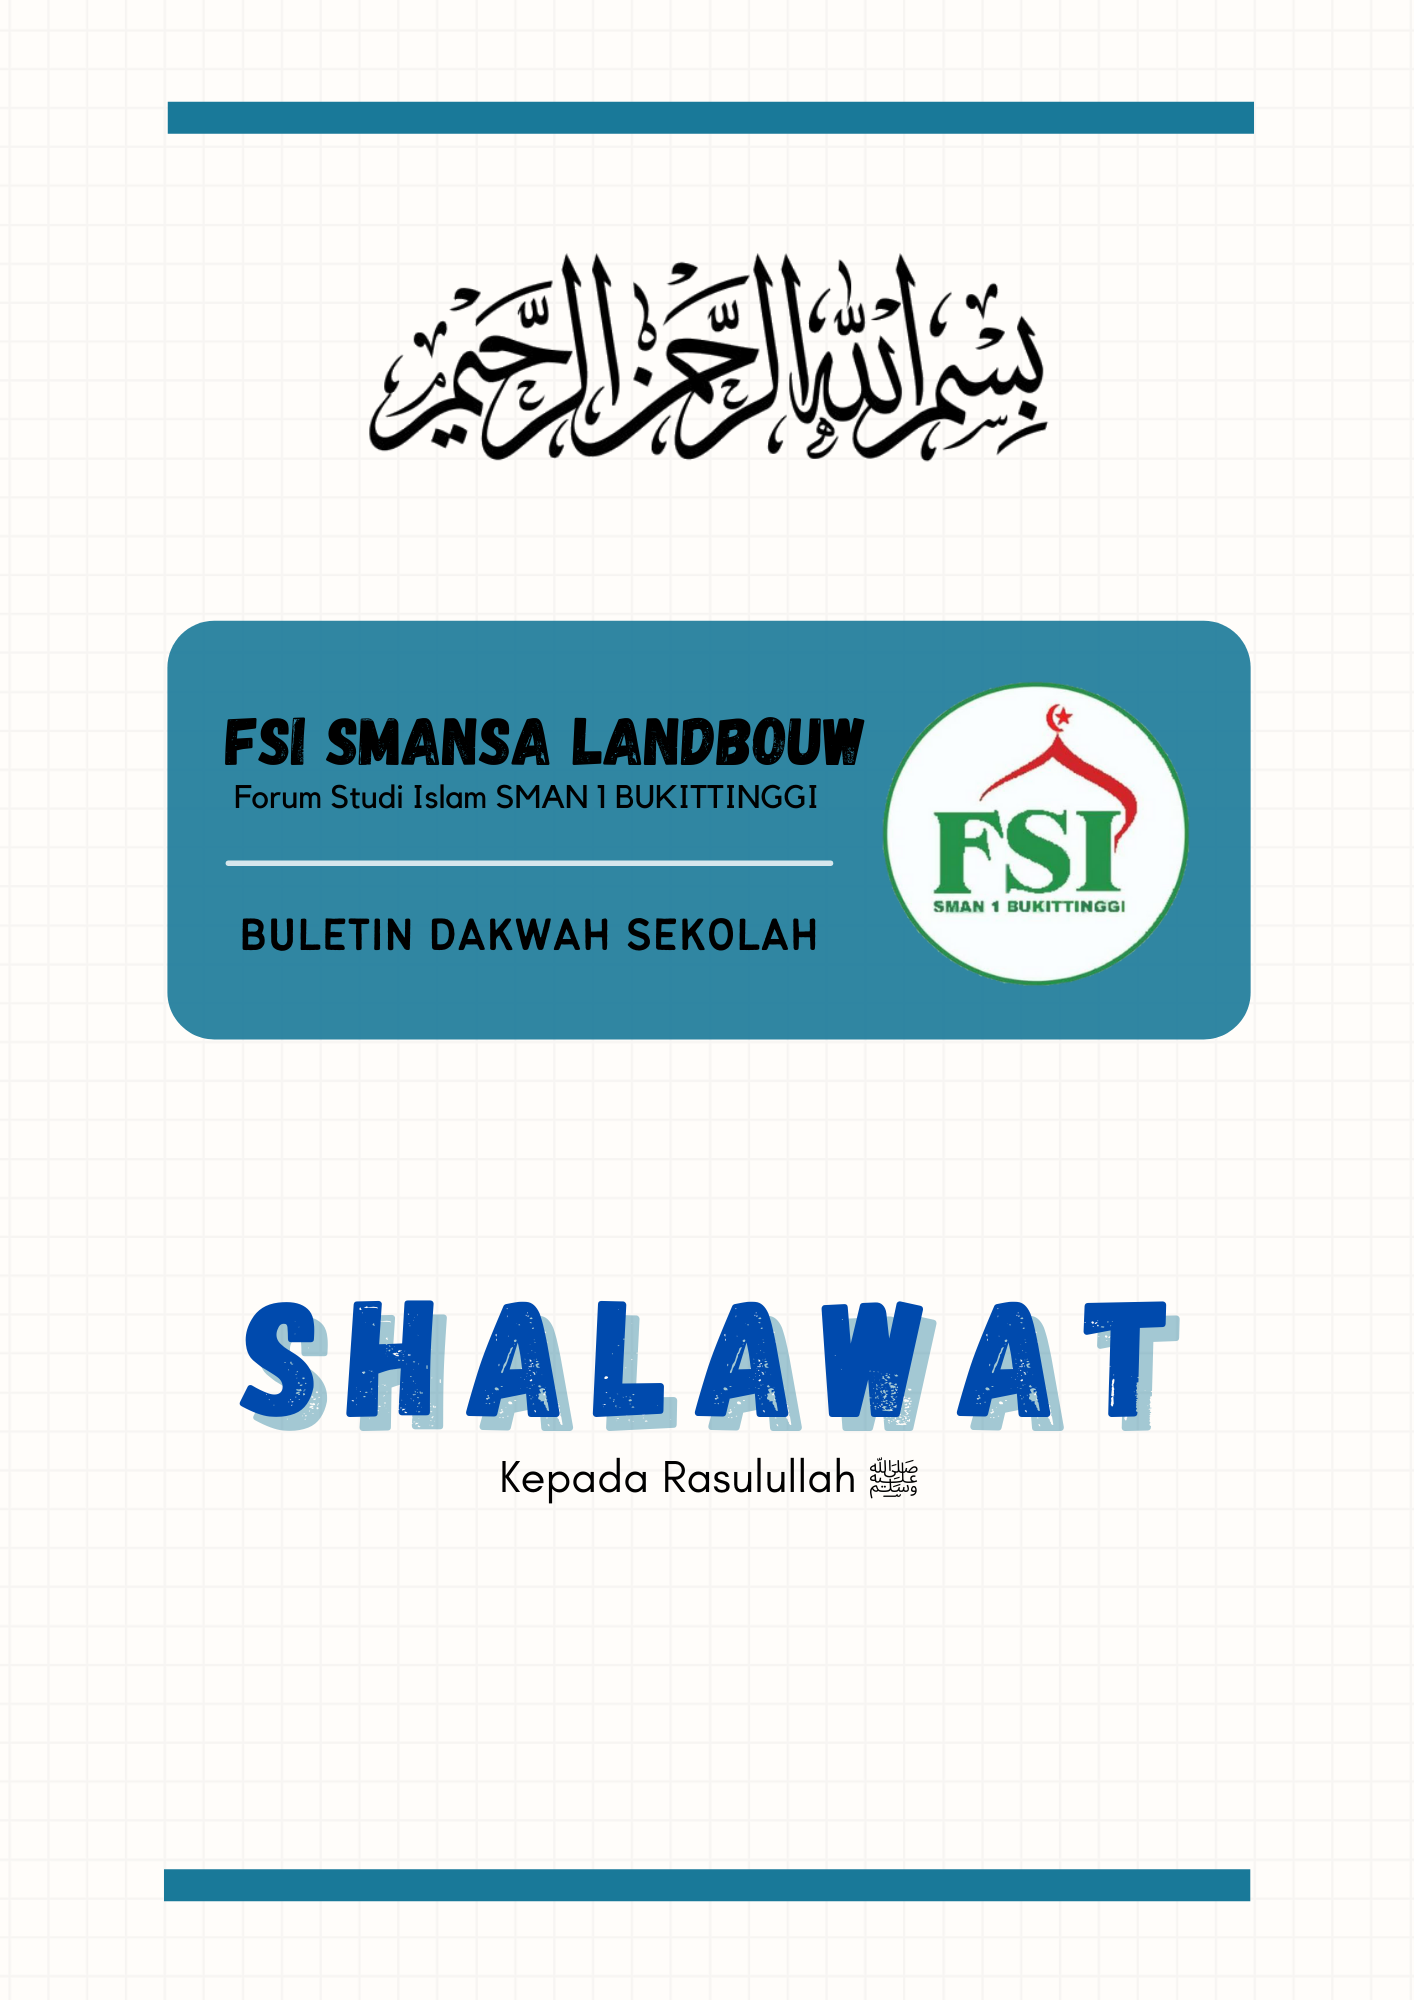 بِسْمِ اللهِ الرَّحْمٰنِ الرَّحِيْمِ
FSI SMANSA LANDBOUW
Forum Studi Islam SMAN 1 BUKITTINGGI
BULETIN DAKWAH SEKOLAH
FSI
SMAN 1 BUKITTINGGI
SHALAWAT
Kepada Rasulullah ﷺ